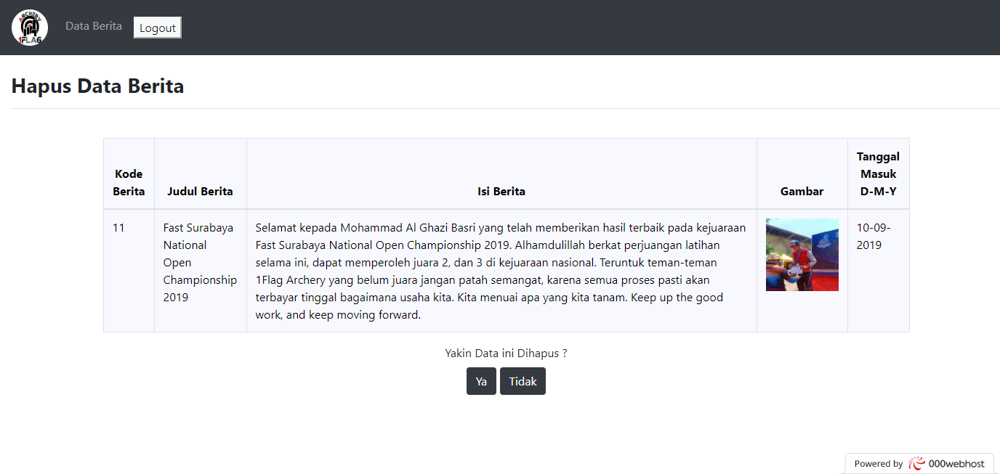 ARCHERY
1FLAG
Data Berita
Logout
Hapus Data Berita
Kode Berita
Judul Berita
Isi Berita
Gambar
Tanggal Masuk D-M-Y
11
Fast Surabaya
National
Open
Championship
2019
Selamat kepada Mohammad Al Ghazi Basri yang telah memberikan hasil terbaik pada kejuaraan
Fast Surabaya National Open Championship 2019. Alhamdulillah berkat perjuangan latihan
selama ini, dapat memperoleh juara 2, dan 3 di kejuaraan nasional. Teruntuk teman-teman
1Flag Archery yang belum juara jangan patah semangat, karena semua proses pasti akan
terbayar tinggal bagaimana usaha kita. Kita menuai apa yang kita tanam. Keep up the good
work, and keep moving forward.
10-09-
2019
Yakin Data ini Dihapus ?
Ya
Tidak
Powered by 000webhost